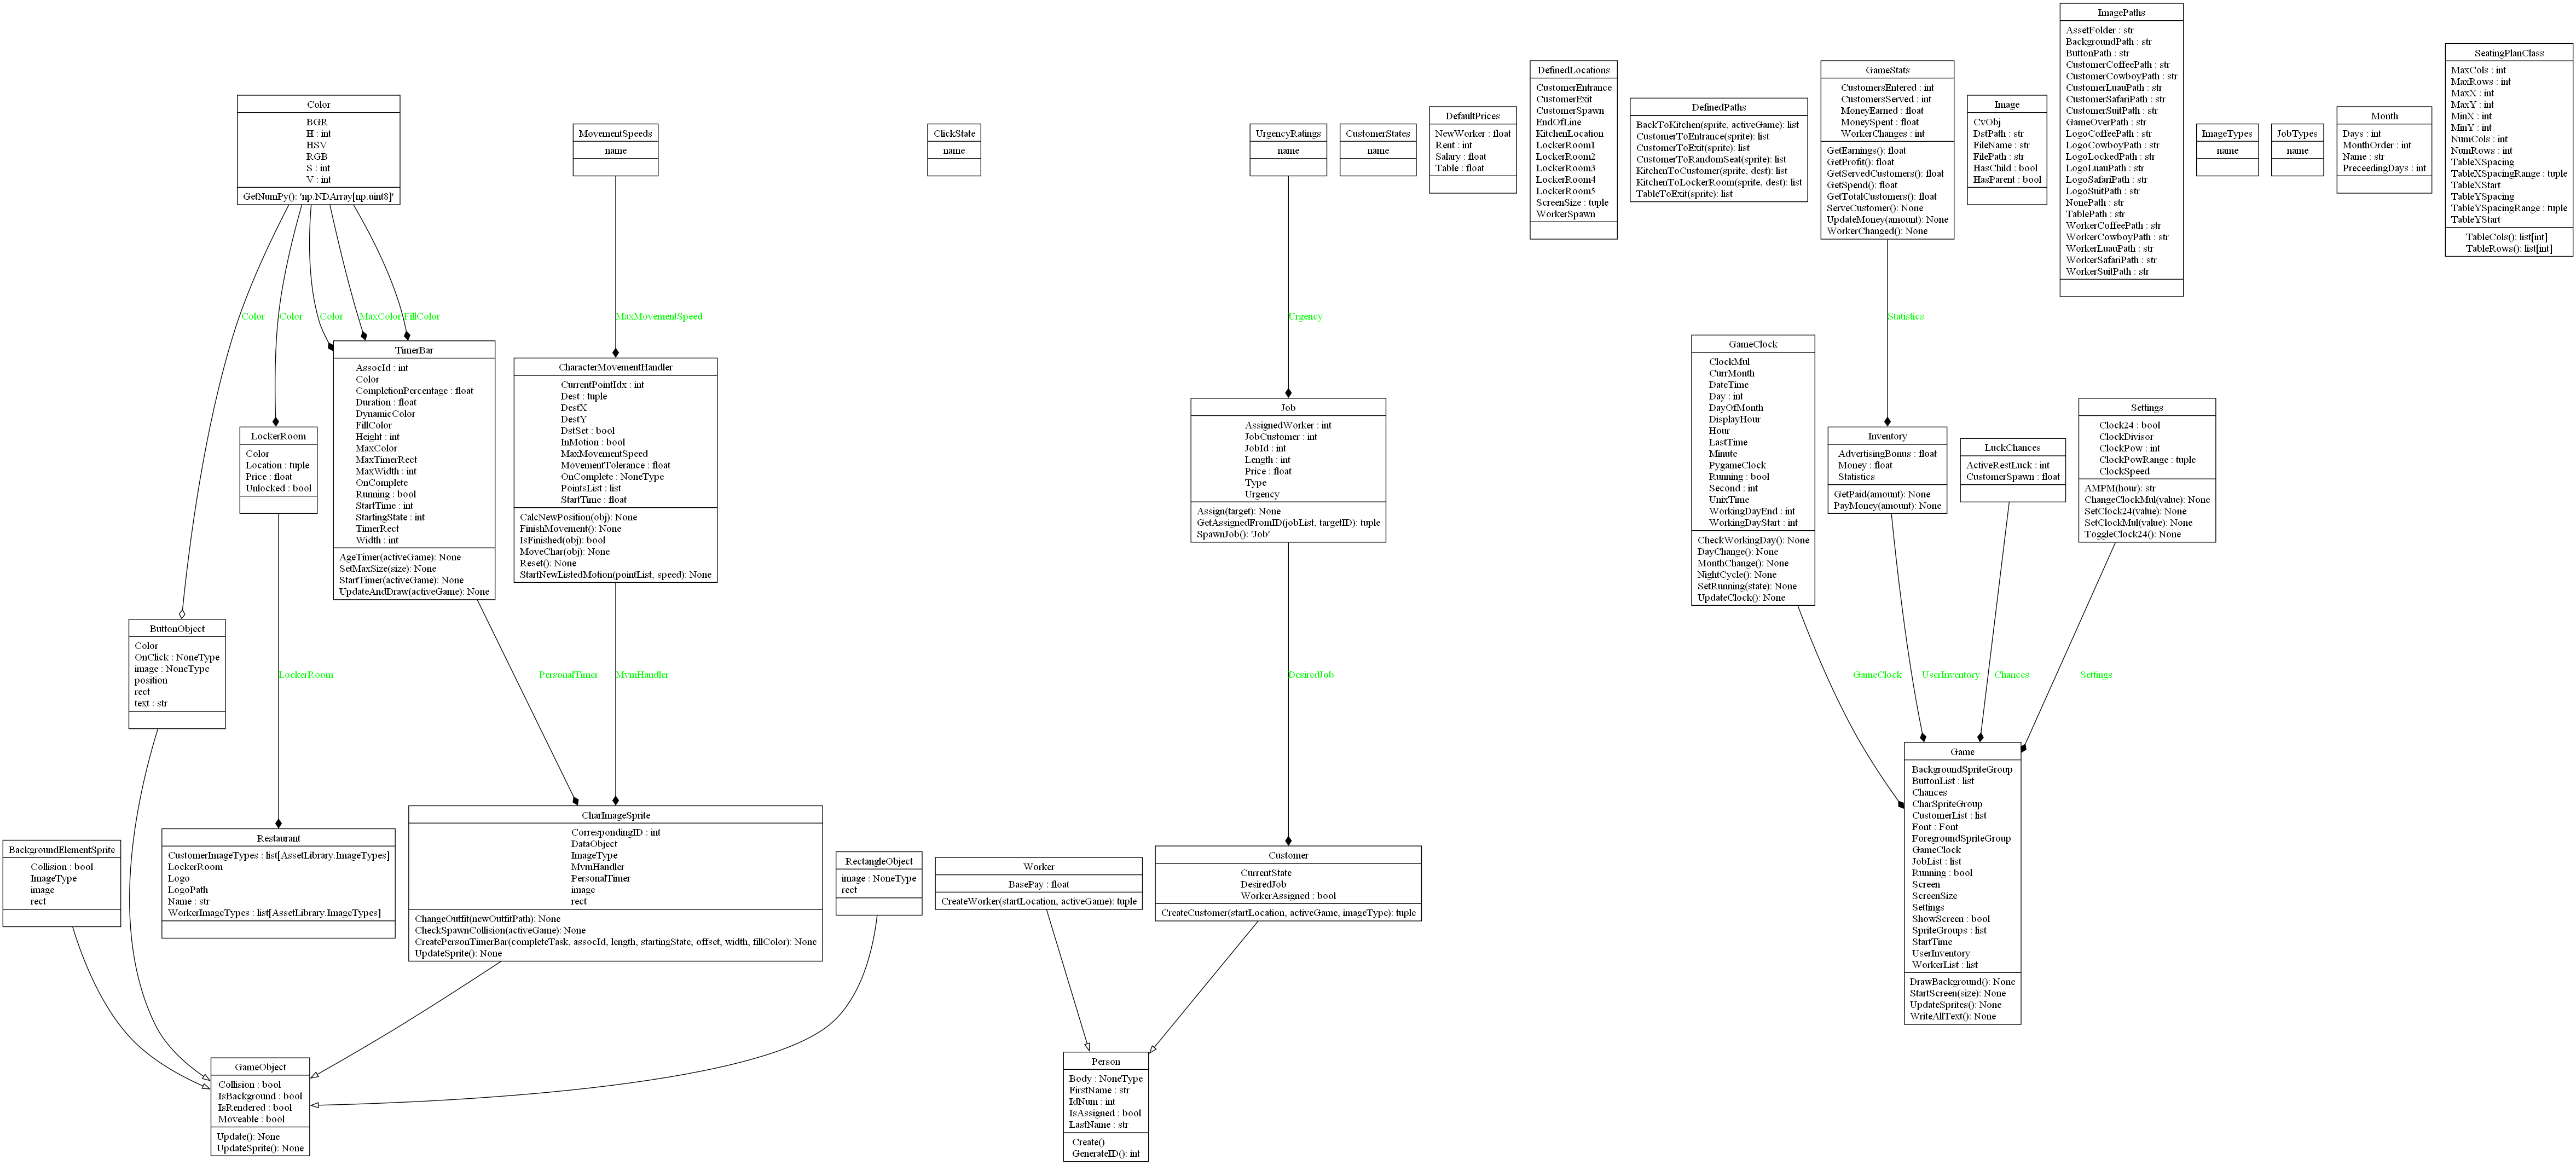 Color
BGR
H : int
HSV
RGB
S : int
V : int
GetNumPy(): 'np.NDArray[np.uint8]'
MovementSpeeds
name
ClickState
name
UrgencyRatings
name
CustomerStates
name
DefaultPrices
NewWorker : float
Rent : int
Salary : float
Table : float
DefinedLocations
CustomerEntrance
CustomerExit
CustomerSpawn
EndOfLine
KitchenLocation
LockerRoom1
LockerRoom2
LockerRoom3
LockerRoom4
LockerRoom5
ScreenSize : tuple
WorkerSpawn
DefinedPaths
BackToKitchen(sprite, activeGame): list
CustomerToEntrance(sprite): list
CustomerToExit(sprite): list
CustomerToRandomSeat(sprite): list
KitchenToCustomer(sprite, dest): list
KitchenToLockerRoom(sprite, dest): list
TableToExit(sprite): list
GameStats
CustomersEntered : int
CustomersServed : int
MoneyEarned : float
MoneySpent : float
WorkerChanges : int
GetEarnings(): float
GetProfit(): float
GetServedCustomers(): float
GetSpend(): float
GetTotalCustomers(): float
ServeCustomer(): None
UpdateMoney(amount): None
WorkerChanged(): None
Image
CvObj
DstPath : str
FileName : str
FilePath : str
HasChild : bool
HasParent : bool
ImagePaths
AssetFolder : str
BackgroundPath : str
ButtonPath : str
CustomerCoffeePath : str
CustomerCowboyPath : str
CustomerLuauPath : str
CustomerSafariPath : str
CustomerSuitPath : str
GameOverPath : str
LogoCoffeePath : str
LogoCowboyPath : str
LogoLockedPath : str
LogoLuauPath : str
LogoSafariPath : str
LogoSuitPath : str
NonePath : str
TablePath : str
WorkerCoffeePath : str
WorkerCowboyPath : str
WorkerLuauPath : str
WorkerSafariPath : str
WorkerSuitPath : str
ImageTypes
name
JobTypes
name
Month
Days : int
MonthOrder : int
Name : str
PreceedingDays : int
SeatingPlanClass
MaxCols : int
MaxRows : int
MaxX : int
MaxY : int
MinX : int
MinY : int
NumCols : int
NumRows : int
TableXSpacing
TableXSpacingRange : tuple
TableXStart
TableYSpacing
TableYSpacingRange : tuple
TableYStart
TableCols(): list[int]
TableRows(): list[int]
Color
Color
Color
MaxColor
FillColor
MaxMovementSpeed
Urgency
Statistics
TimerBar
AssocId : int
Color
CompletionPercentage : float
Duration : float
DynamicColor
FillColor
Height : int
MaxColor
MaxTimerRect
MaxWidth : int
OnComplete
Running : bool
StartTime : int
StartingState : int
TimerRect
Width : int
AgeTimer(activeGame): None
SetMaxSize(size): None
StartTimer(activeGame): None
UpdateAndDraw(activeGame): None
CharacterMovementHandler
CurrentPointIdx : int
Dest : tuple
DestX
DestY
DstSet : bool
InMotion : bool
MaxMovementSpeed
MovementTolerance : float
OnComplete : NoneType
PointsList : list
StartTime : float
CalcNewPosition(obj): None
FinishMovement(): None
IsFinished(obj): bool
MoveChar(obj): None
Reset(): None
StartNewListedMotion(pointList, speed): None
LockerRoom
Color
Location : tuple
Price : float
Unlocked : bool
Job
AssignedWorker : int
JobCustomer : int
JobId : int
Length : int
Price : float
Type
Urgency
Assign(target): None
GetAssignedFromID(jobList, targetID): tuple
SpawnJob(): 'Job'
GameClock
ClockMul
CurrMonth
DateTime
Day : int
DayOfMonth
DisplayHour
Hour
LastTime
Minute
PygameClock
Running : bool
Second : int
UnixTime
WorkingDayEnd : int
WorkingDayStart : int
CheckWorkingDay(): None
DayChange(): None
MonthChange(): None
NightCycle(): None
SetRunning(state): None
UpdateClock(): None
Inventory
AdvertisingBonus : float
Money : float
Statistics
GetPaid(amount): None
PayMoney(amount): None
LuckChances
ActiveRestLuck : int
CustomerSpawn : float
Settings
Clock24 : bool
ClockDivisor
ClockPow : int
ClockPowRange : tuple
ClockSpeed
AMPM(hour): str
ChangeClockMul(value): None
SetClock24(value): None
SetClockMul(value): None
ToggleClock24(): None
ButtonObject
Color
OnClick : NoneType
image : NoneType
position
rect
text : str
LockerRoom
PersonalTimer
MvmHandler
DesiredJob
GameClock
UserInventory
Chances
Settings
BackgroundElementSprite
Collision : bool
ImageType
image
rect
Restaurant
CustomerImageTypes : list[AssetLibrary.ImageTypes]
LockerRoom
Logo
LogoPath
Name : str
WorkerImageTypes : list[AssetLibrary.ImageTypes]
CharImageSprite
CorrespondingID : int
DataObject
ImageType
MvmHandler
PersonalTimer
image
rect
ChangeOutfit(newOutfitPath): None
CheckSpawnCollision(activeGame): None
CreatePersonTimerBar(completeTask, assocId, length, startingState, offset, width, fillColor): None
UpdateSprite(): None
RectangleObject
image : NoneType
rect
Worker
BasePay : float
CreateWorker(startLocation, activeGame): tuple
Customer
CurrentState
DesiredJob
WorkerAssigned : bool
CreateCustomer(startLocation, activeGame, imageType): tuple
Game
BackgroundSpriteGroup
ButtonList : list
Chances
CharSpriteGroup
CustomerList : list
Font : Font
ForegroundSpriteGroup
GameClock
JobList : list
Running : bool
Screen
ScreenSize
Settings
ShowScreen : bool
SpriteGroups : list
StartTime
UserInventory
WorkerList : list
DrawBackground(): None
StartScreen(size): None
UpdateSprites(): None
WriteAllText(): None
GameObject
Collision : bool
IsBackground : bool
IsRendered : bool
Moveable : bool
Update(): None
UpdateSprite(): None
Person
Body : NoneType
FirstName : str
IdNum : int
IsAssigned : bool
LastName : str
Create()
GenerateID(): int